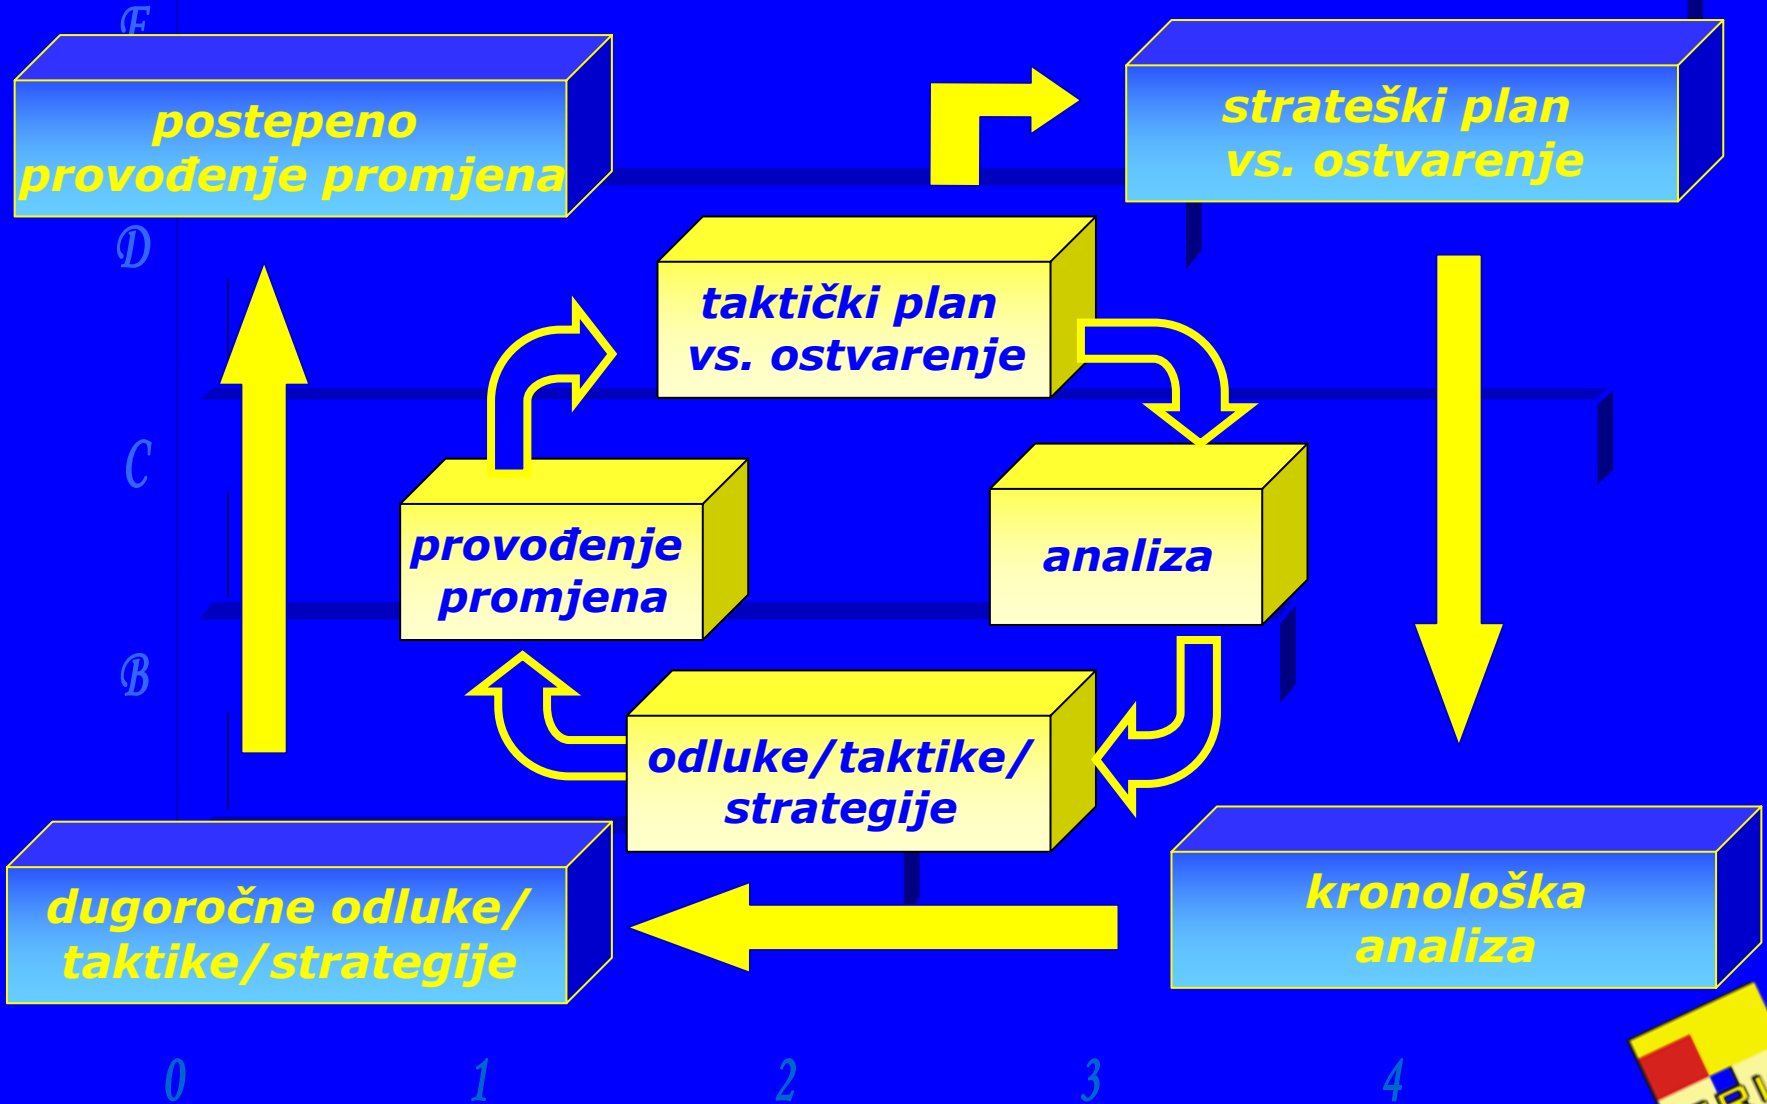 E
postepeno
provođenje promjena
strateški plan
vs. ostvarenje
D
taktički plan
vs. ostvarenje
C
provođenje
promjena
analiza
B
odluke/taktike/
strategije
dugoročne odluke/
taktike/strategije
kronološka
analiza
0 1 2 3 4